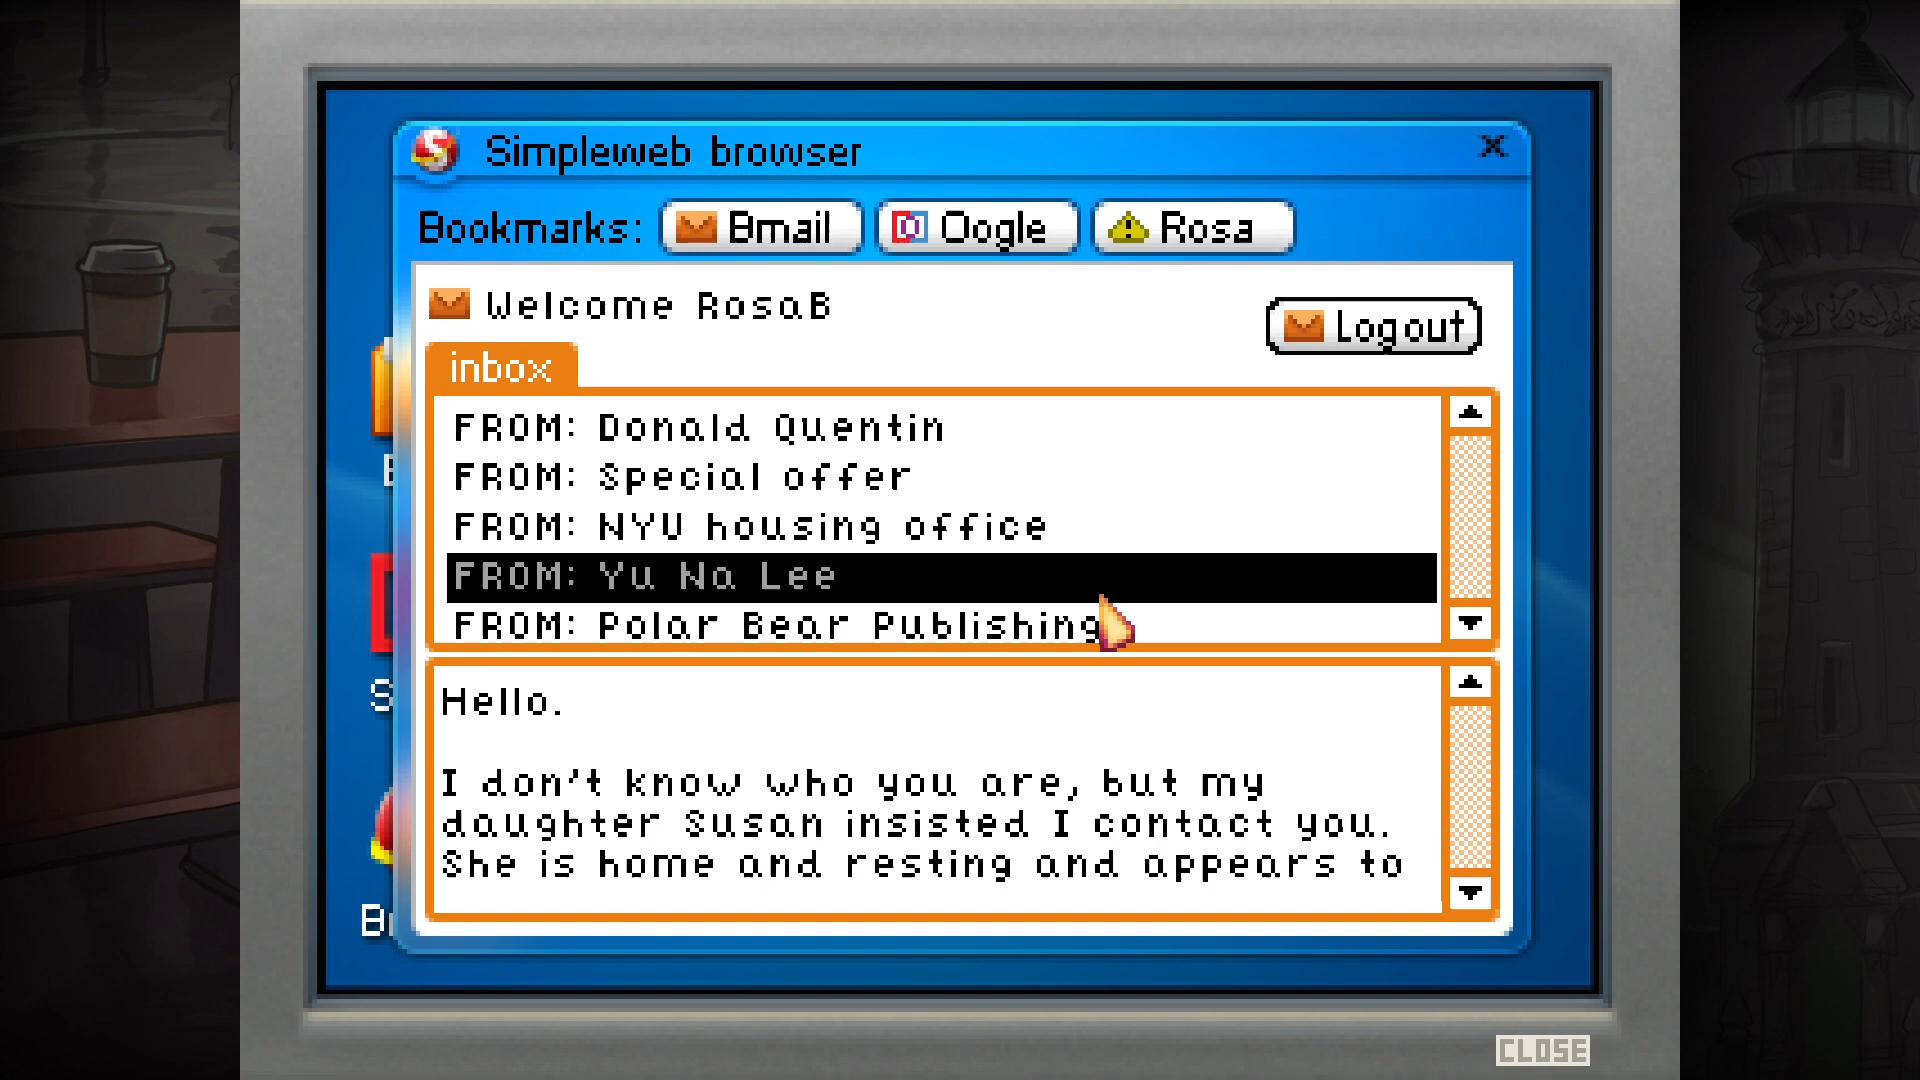 Simpleweb browser
Bookmarks: Bmail Oogle Rosa
Welcome RosaB
Logout
inbox
FROM: Donald Quentin
FROM: Special offer
FROM: NYU housing office
FROM: Yu Na Lee
FROM: Polar Bear Publishing
Hello.
I don't know who you are, but my
daughter Susan insisted I contact you.
She is home and resting and appears to
CLOSE